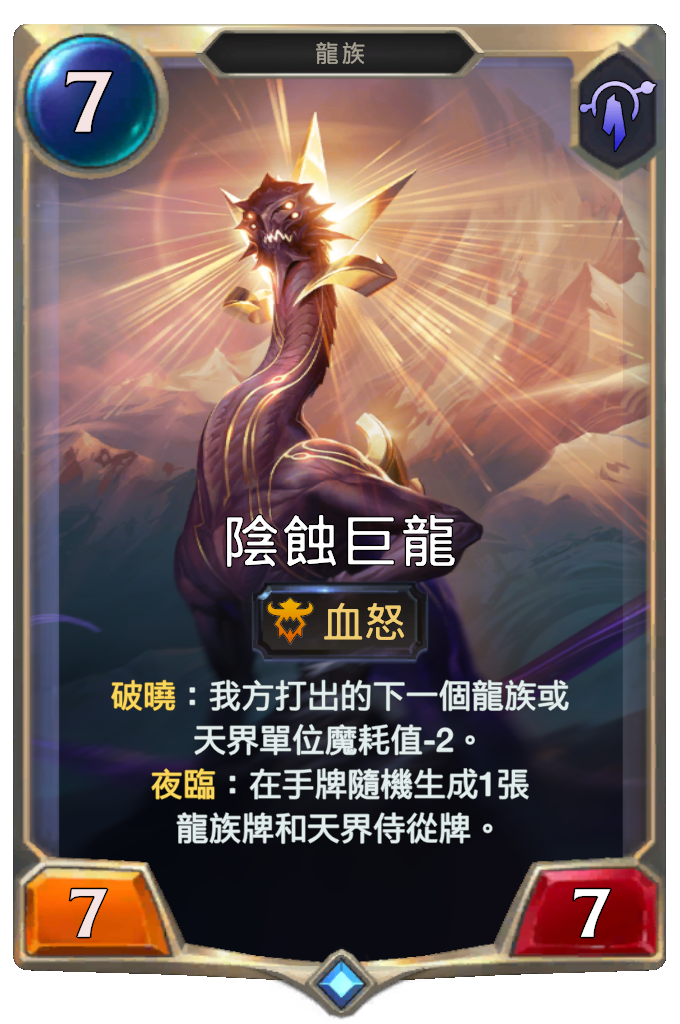 龍族
7
陰蝕巨龍
血怒
破曉：我方打出的下一個龍族或
天界單位魔耗值-2。
夜臨：在手牌隨機生成1張
龍族牌和天界侍從牌。
7
7